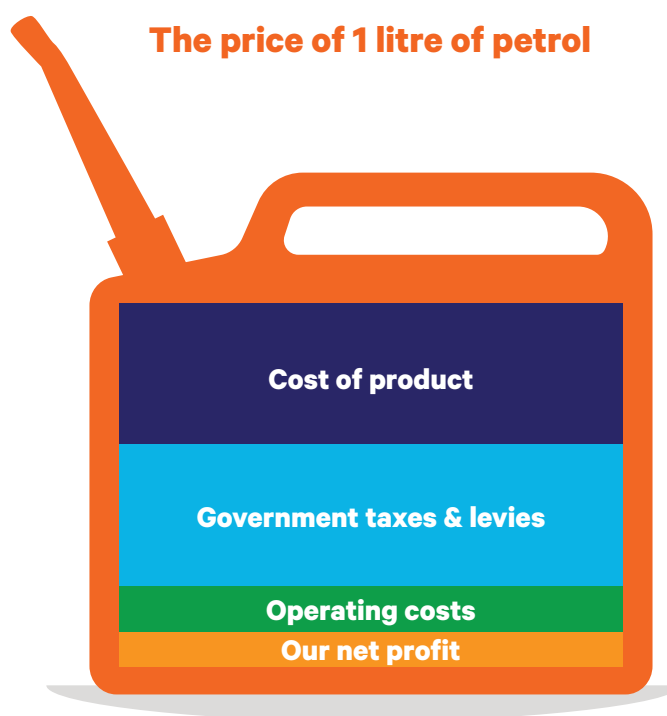 The price of 1 litre of petrol
Cost of product
Government taxes & levies
Operating costs
Our net profit